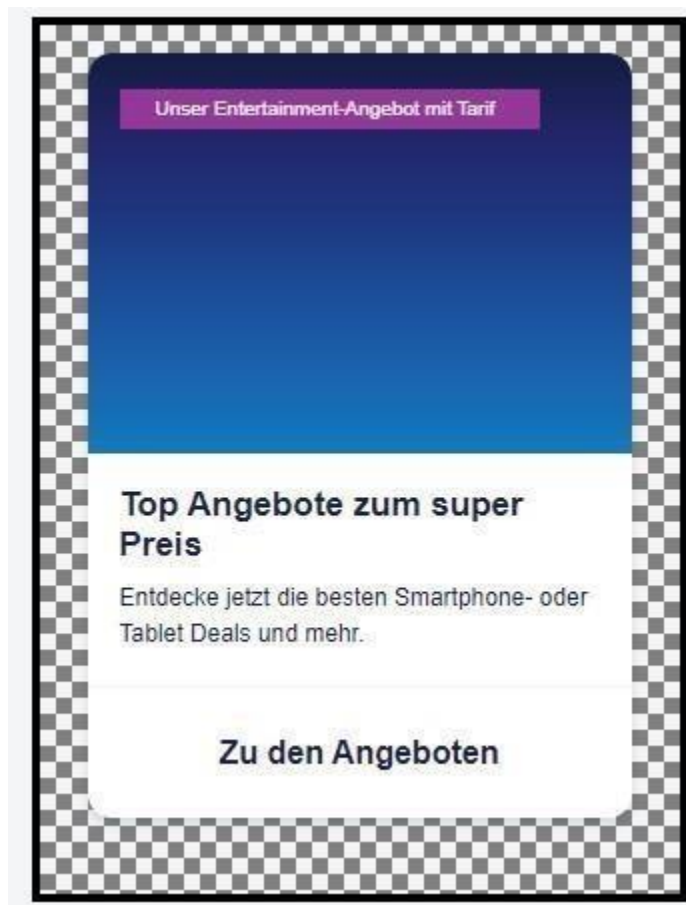 Unser Entertainment-Angebot mit Tarif
Top Angebote zum super
Preis
Entdecke jetzt die besten Smartphone- oder
Tablet Deals und mehr.
Zu den Angeboten